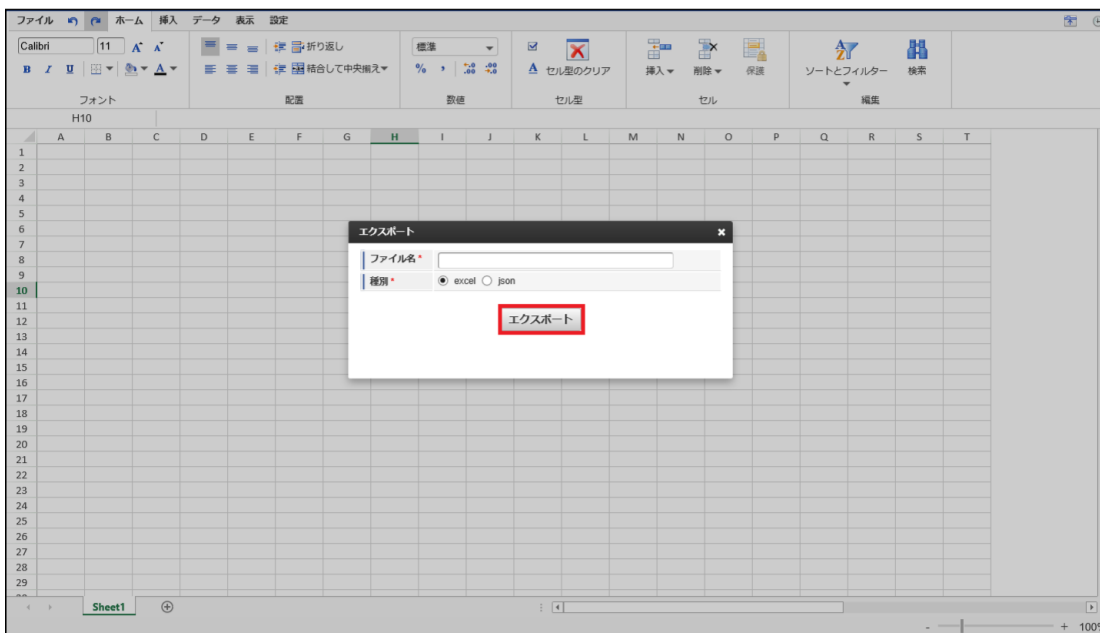 ファイル ホーム 挿入 データ 表示 設定
Calibri 11 A A 折り返し 標準 セル型のクリア 挿入 削除 保護 ソートとフィルター 検索
B I U A 結合して中央揃え % , .00 .0 A
フォント 配置 数値 セル型 セル 編集
H10
A B C D E F G H I J K L M N O P Q R S T
1
2
3
4
5
6
7
8
9
10
11
12
13
14
15
16
17
18
19
20
21
22
23
24
25
26
27
28
29
エクスポート ×
ファイル名*
種別* excel json
エクスポート
Sheet1
- + 100%